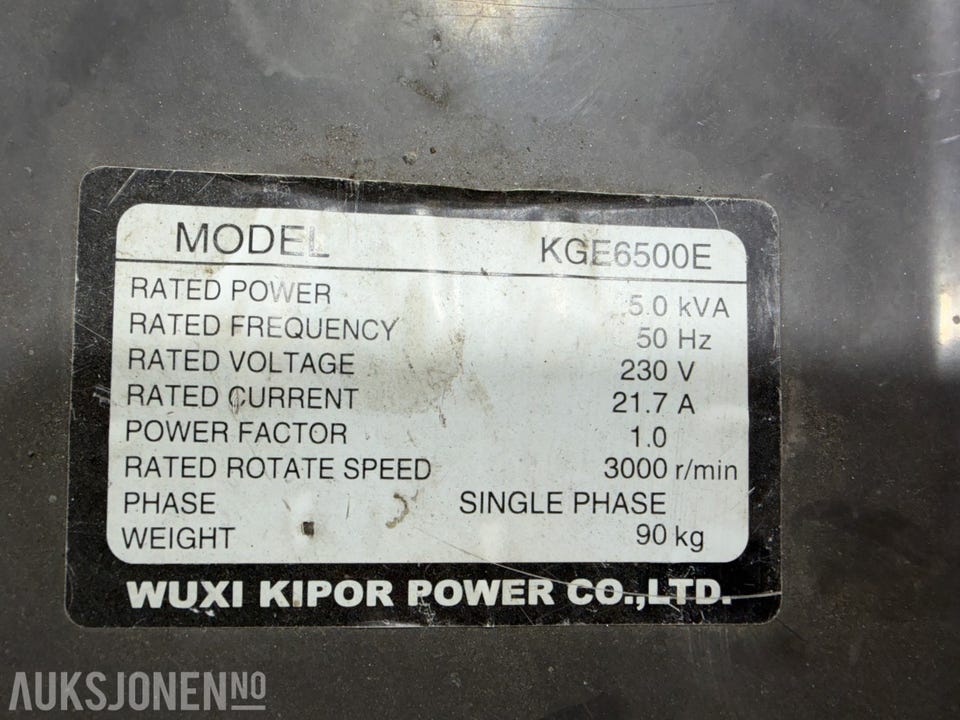 MODEL KGE6500E
RATED POWER 5.0 kVA
RATED FREQUENCY 50 Hz
RATED VOLTAGE 230 V
RATED CURRENT 21.7 A
POWER FACTOR 1.0
RATED ROTATE SPEED 3000 r/min
PHASE SINGLE PHASE
WEIGHT 90 kg
WUXI KIPOR POWER CO.,LTD.
AUKSJONEN NO